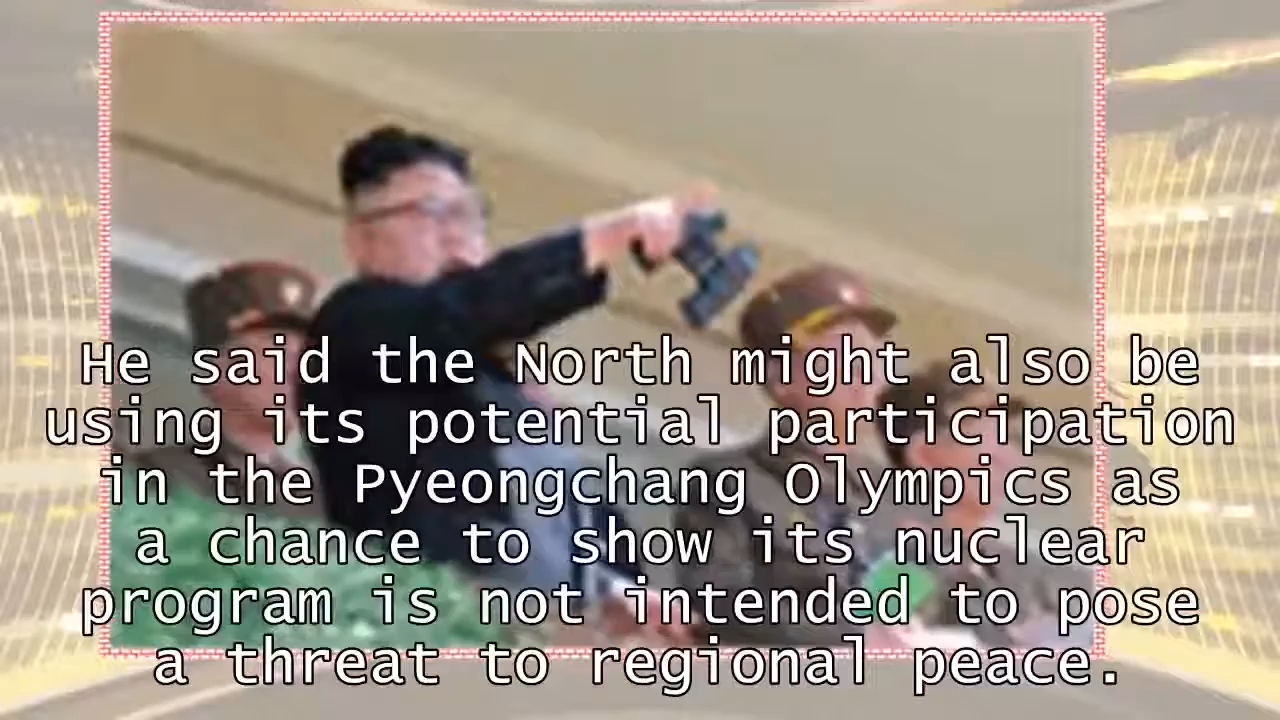 He said the North might also be
using its potential participation
in the Pyeongchang Olympics as
a chance to show its nuclear
program is not intended to pose
a threat to regional peace.